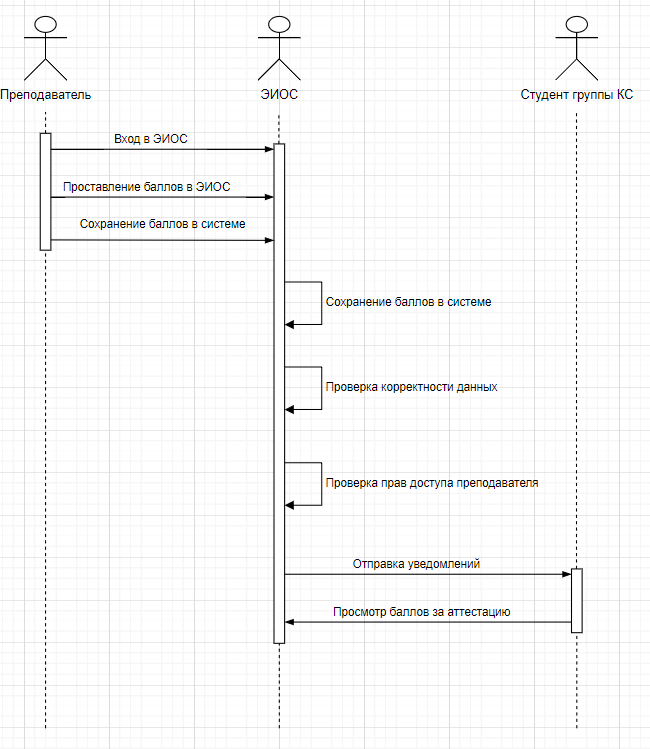 Преподаватель
ЭИОС
Студент группы КС
Вход в ЭИОС
Проставление баллов в ЭИОС
Сохранение баллов в системе
Сохранение баллов в системе
Проверка корректности данных
Проверка прав доступа преподавателя
Отправка уведомлений
Просмотр баллов за аттестацию